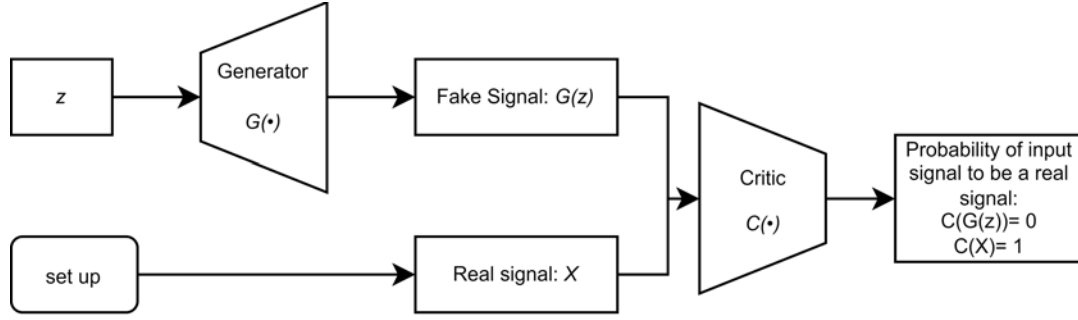 z
Generator
G(•)
Fake Signal: G(z)
set up
Real signal: X
Critic
C(•)
Probability of input
signal to be a real
signal:
C(G(z))= 0
C(X)= 1